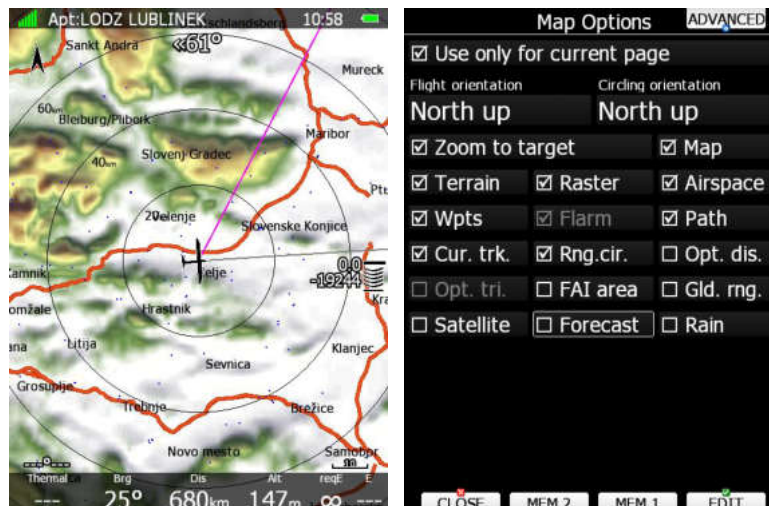 Apt:LODZ LUBLINEK 10:58
Sankt Andrä
«61°
Mureck
60km
Bleiburg/Pliberk
Maribor
40km
Slovenj Gradec
20
Velenje
Slovenske Konjice
Celje
0.0
-19244
Hrastnik
Litija
Klanjec
Sevnica
Grosuplje
Trebnje
Brežice
Novo mesto
Samobor
Thermal Brg Dis Alt reqE E
--- 25° 680km 147m ∞ ---
Map Options ADVANCED
Use only for current page
Flight orientation Circling orientation
North up North up
Zoom to target Map
Terrain Raster Airspace
Wpts Flarm Path
Cur. trk. Rng.cir. Opt. dis.
Opt. tri. FAI area Gld. rng.
Satellite Forecast Rain
CLOSE MEM 2 MEM 1 EDIT